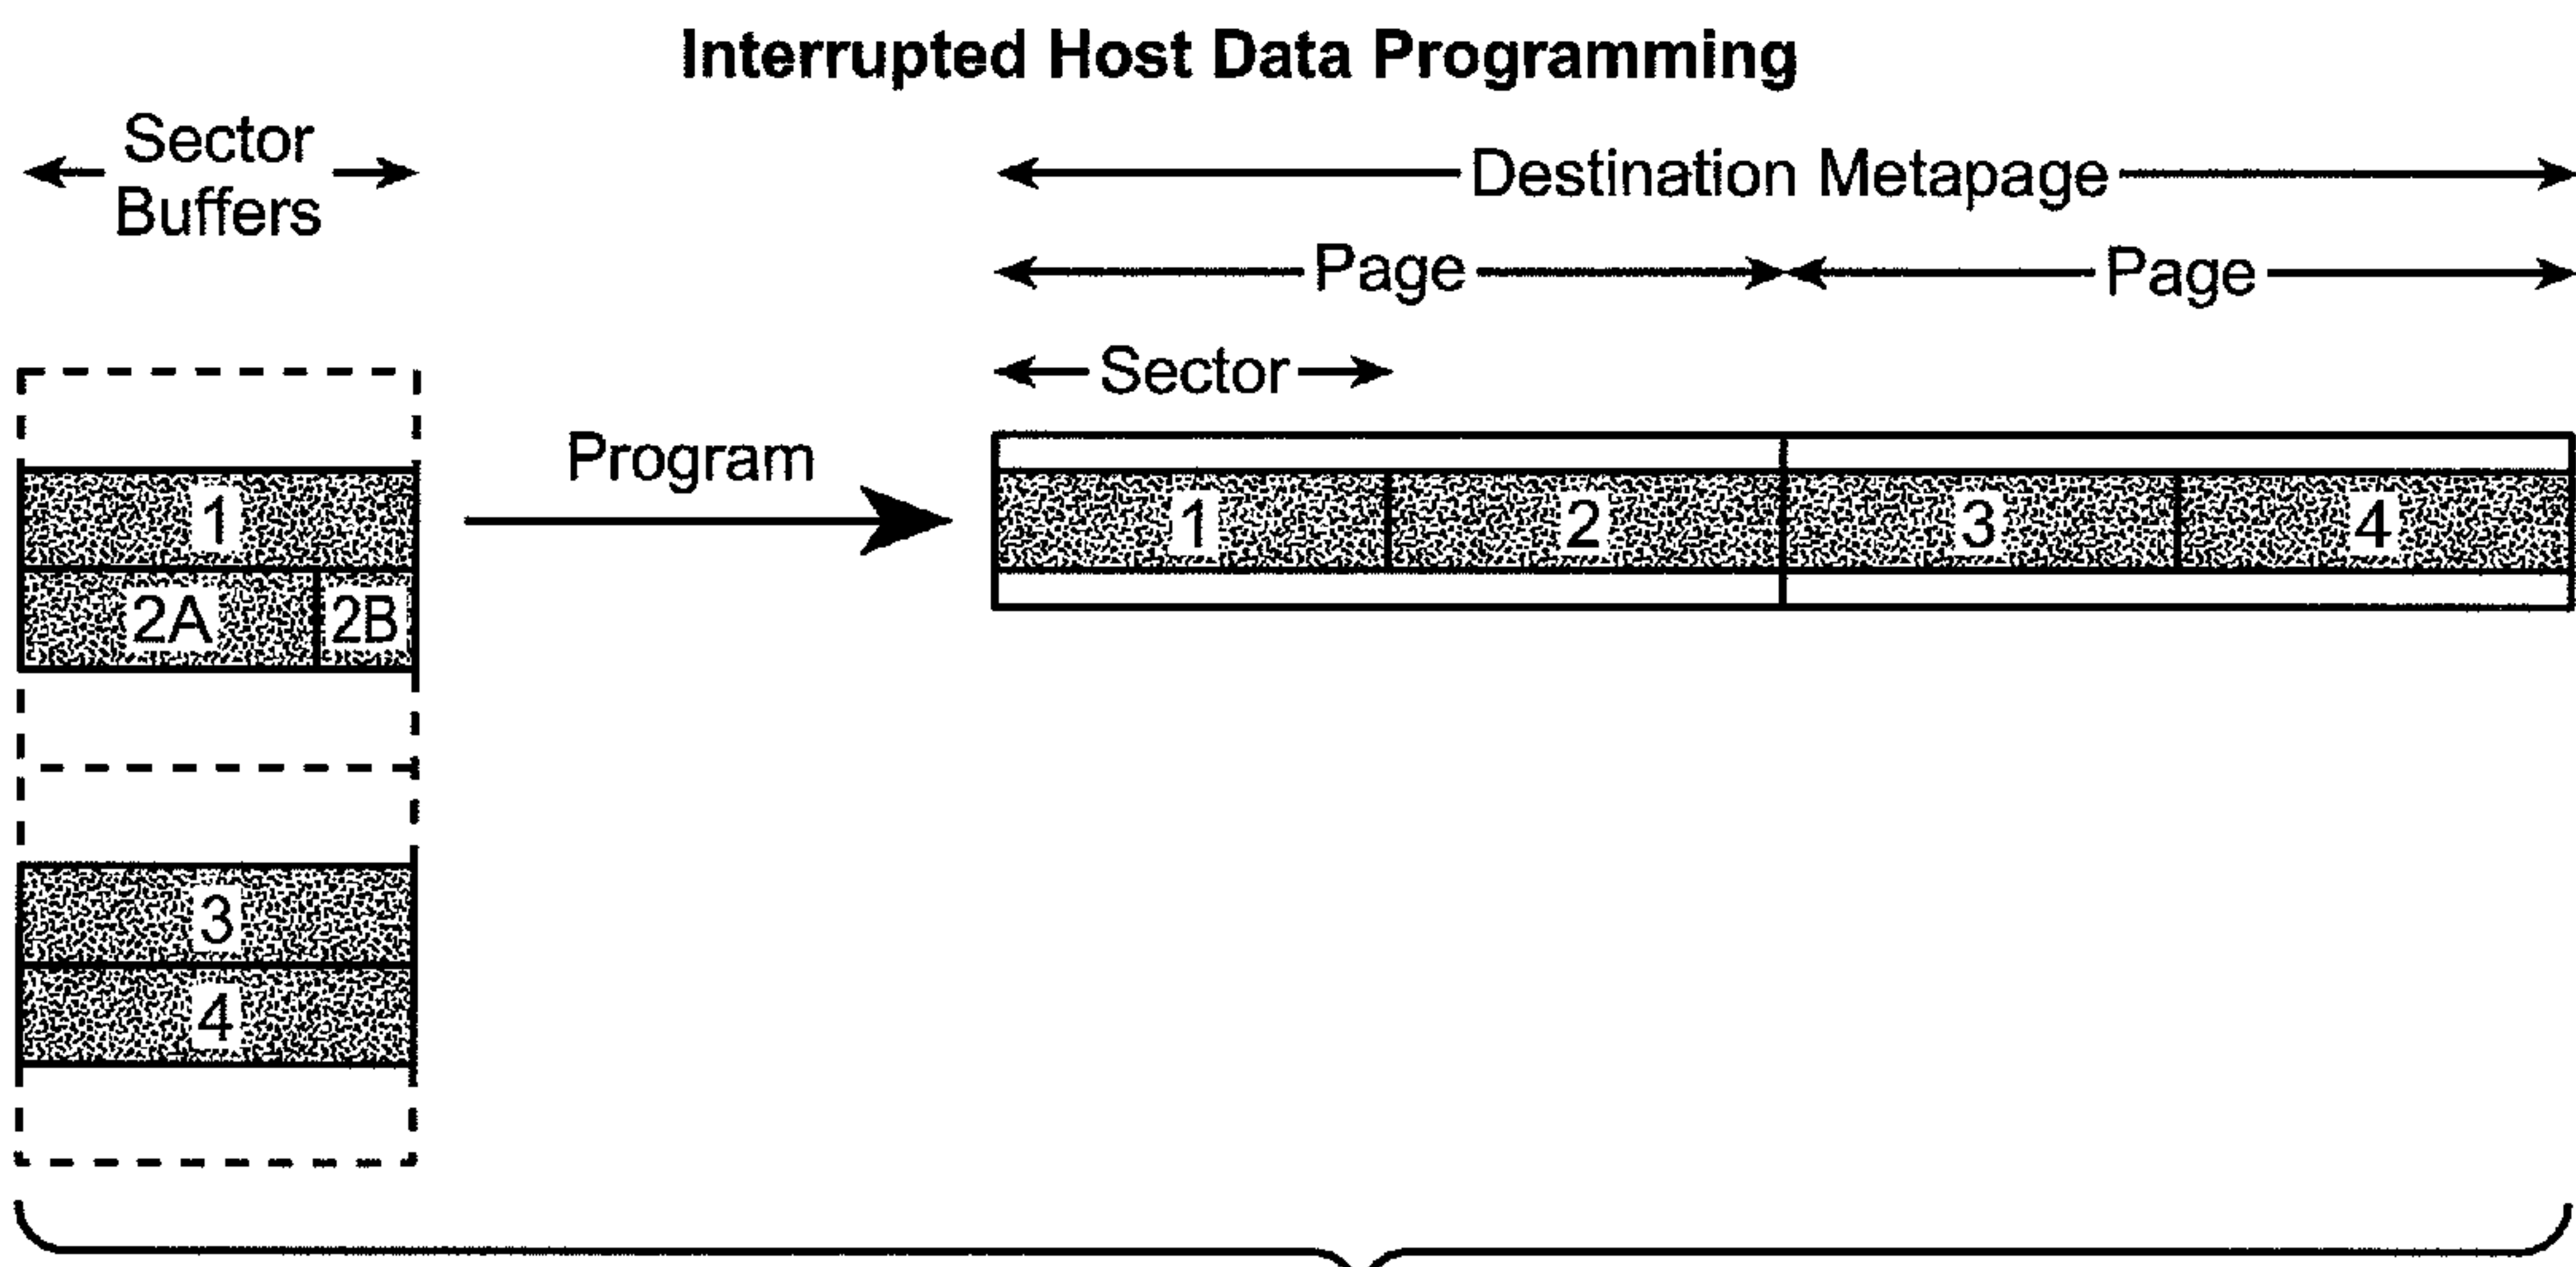 Interrupted Host Data Programming
Sector
Buffers
Destination Metapage
Page Page
Sector
Program
1
2A 2B
3
4
1 2 3 4